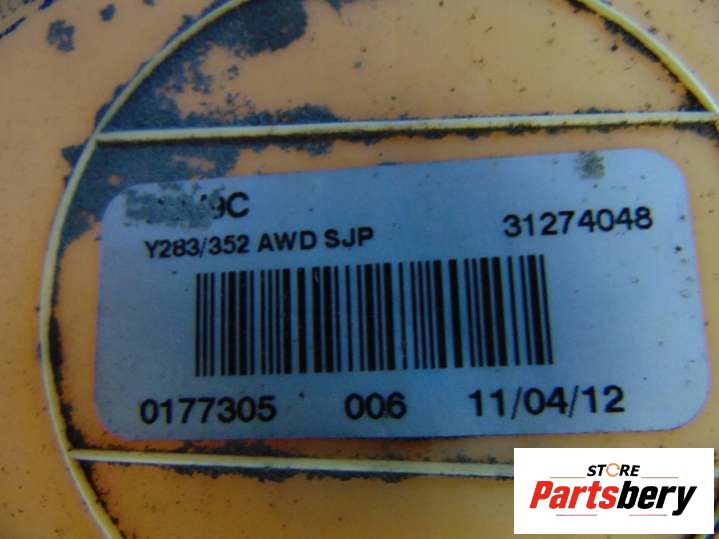 31274048
Y283/352 AWD SJP
0177305 006 11/04/12
STORE
Partsbery